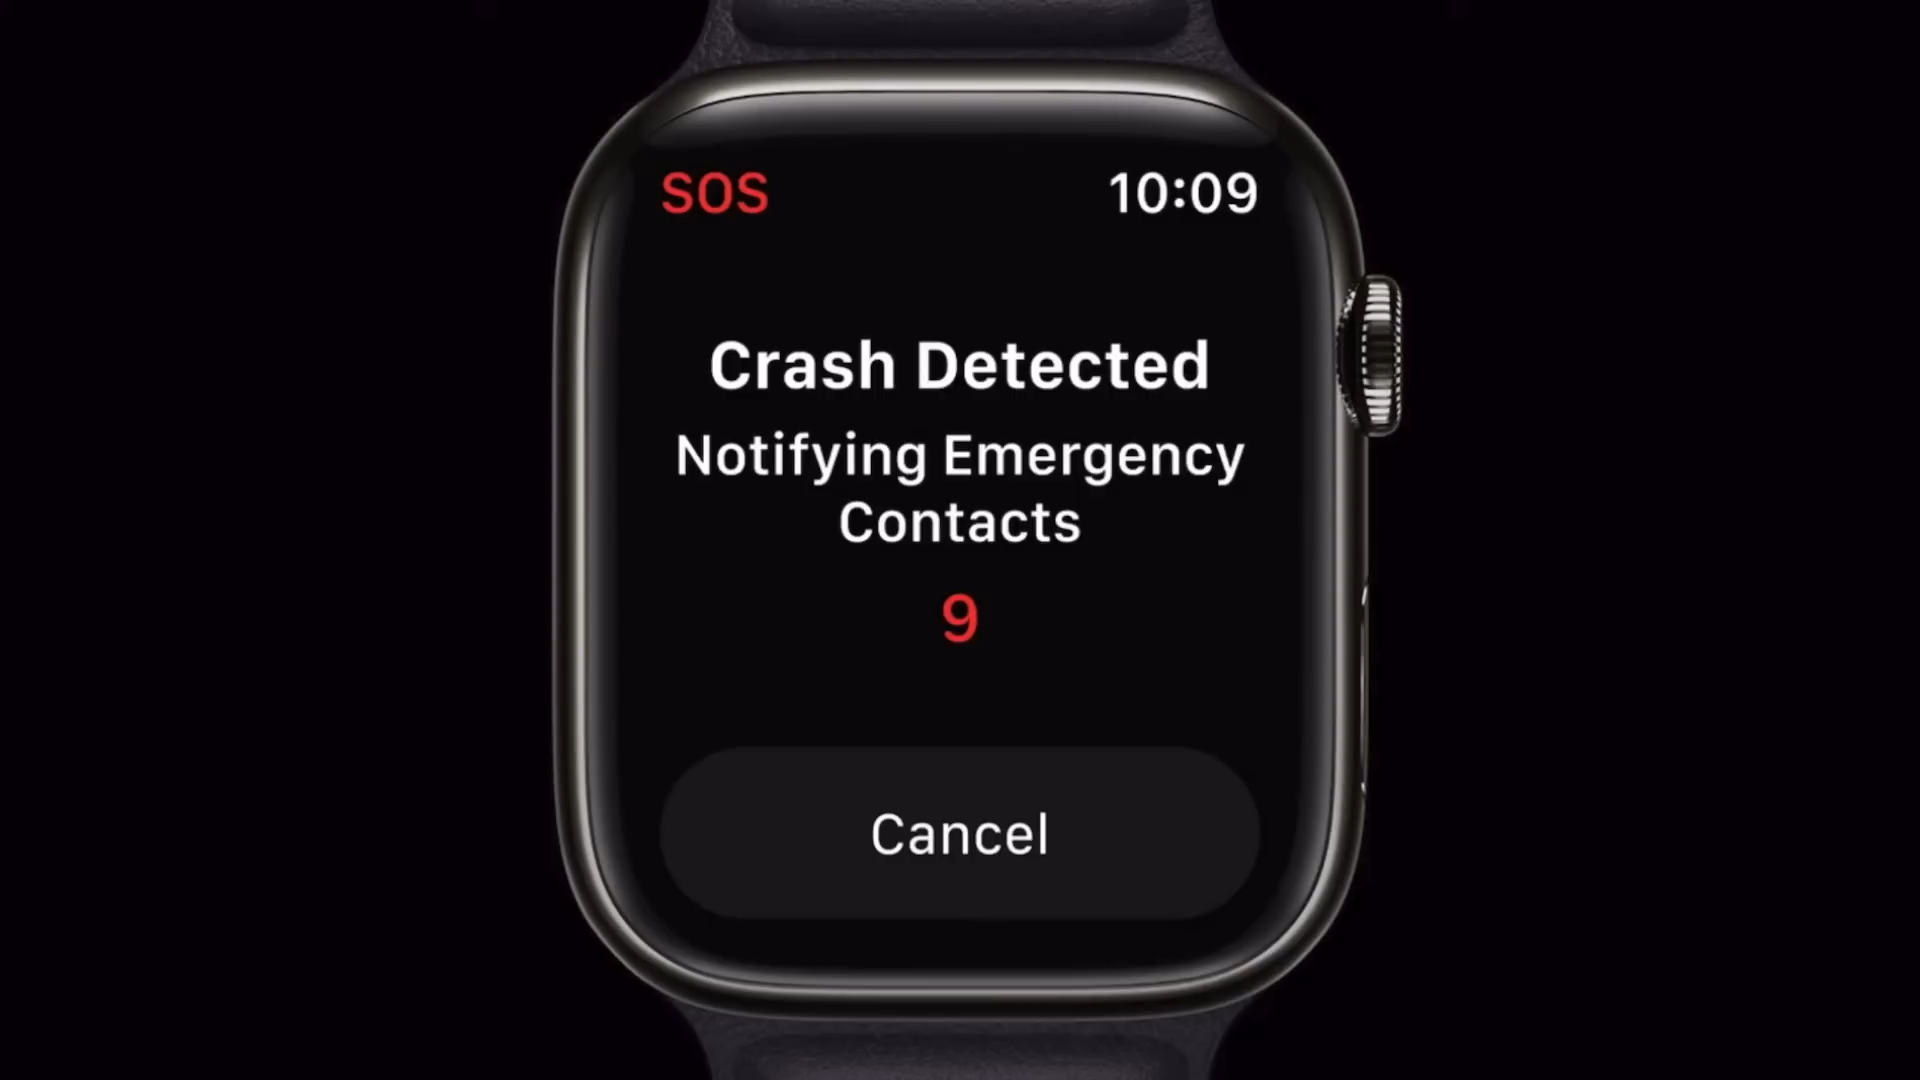 SOS 10:09
Crash Detected
Notifying Emergency
Contacts
9
Cancel